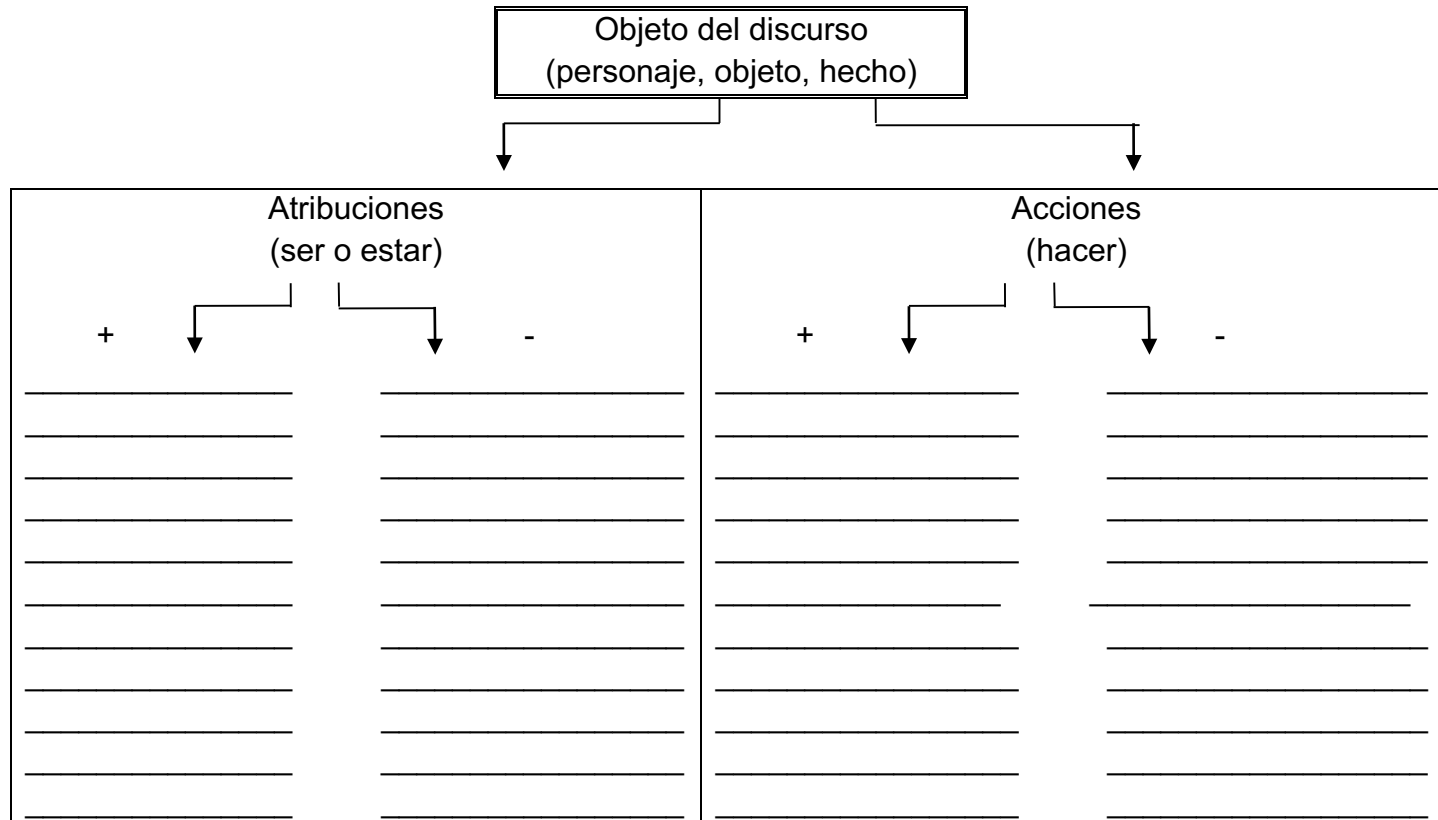 Objeto del discurso
(personaje, objeto, hecho)
Atribuciones
(ser o estar)
+ -
Acciones
(hacer)
+ -